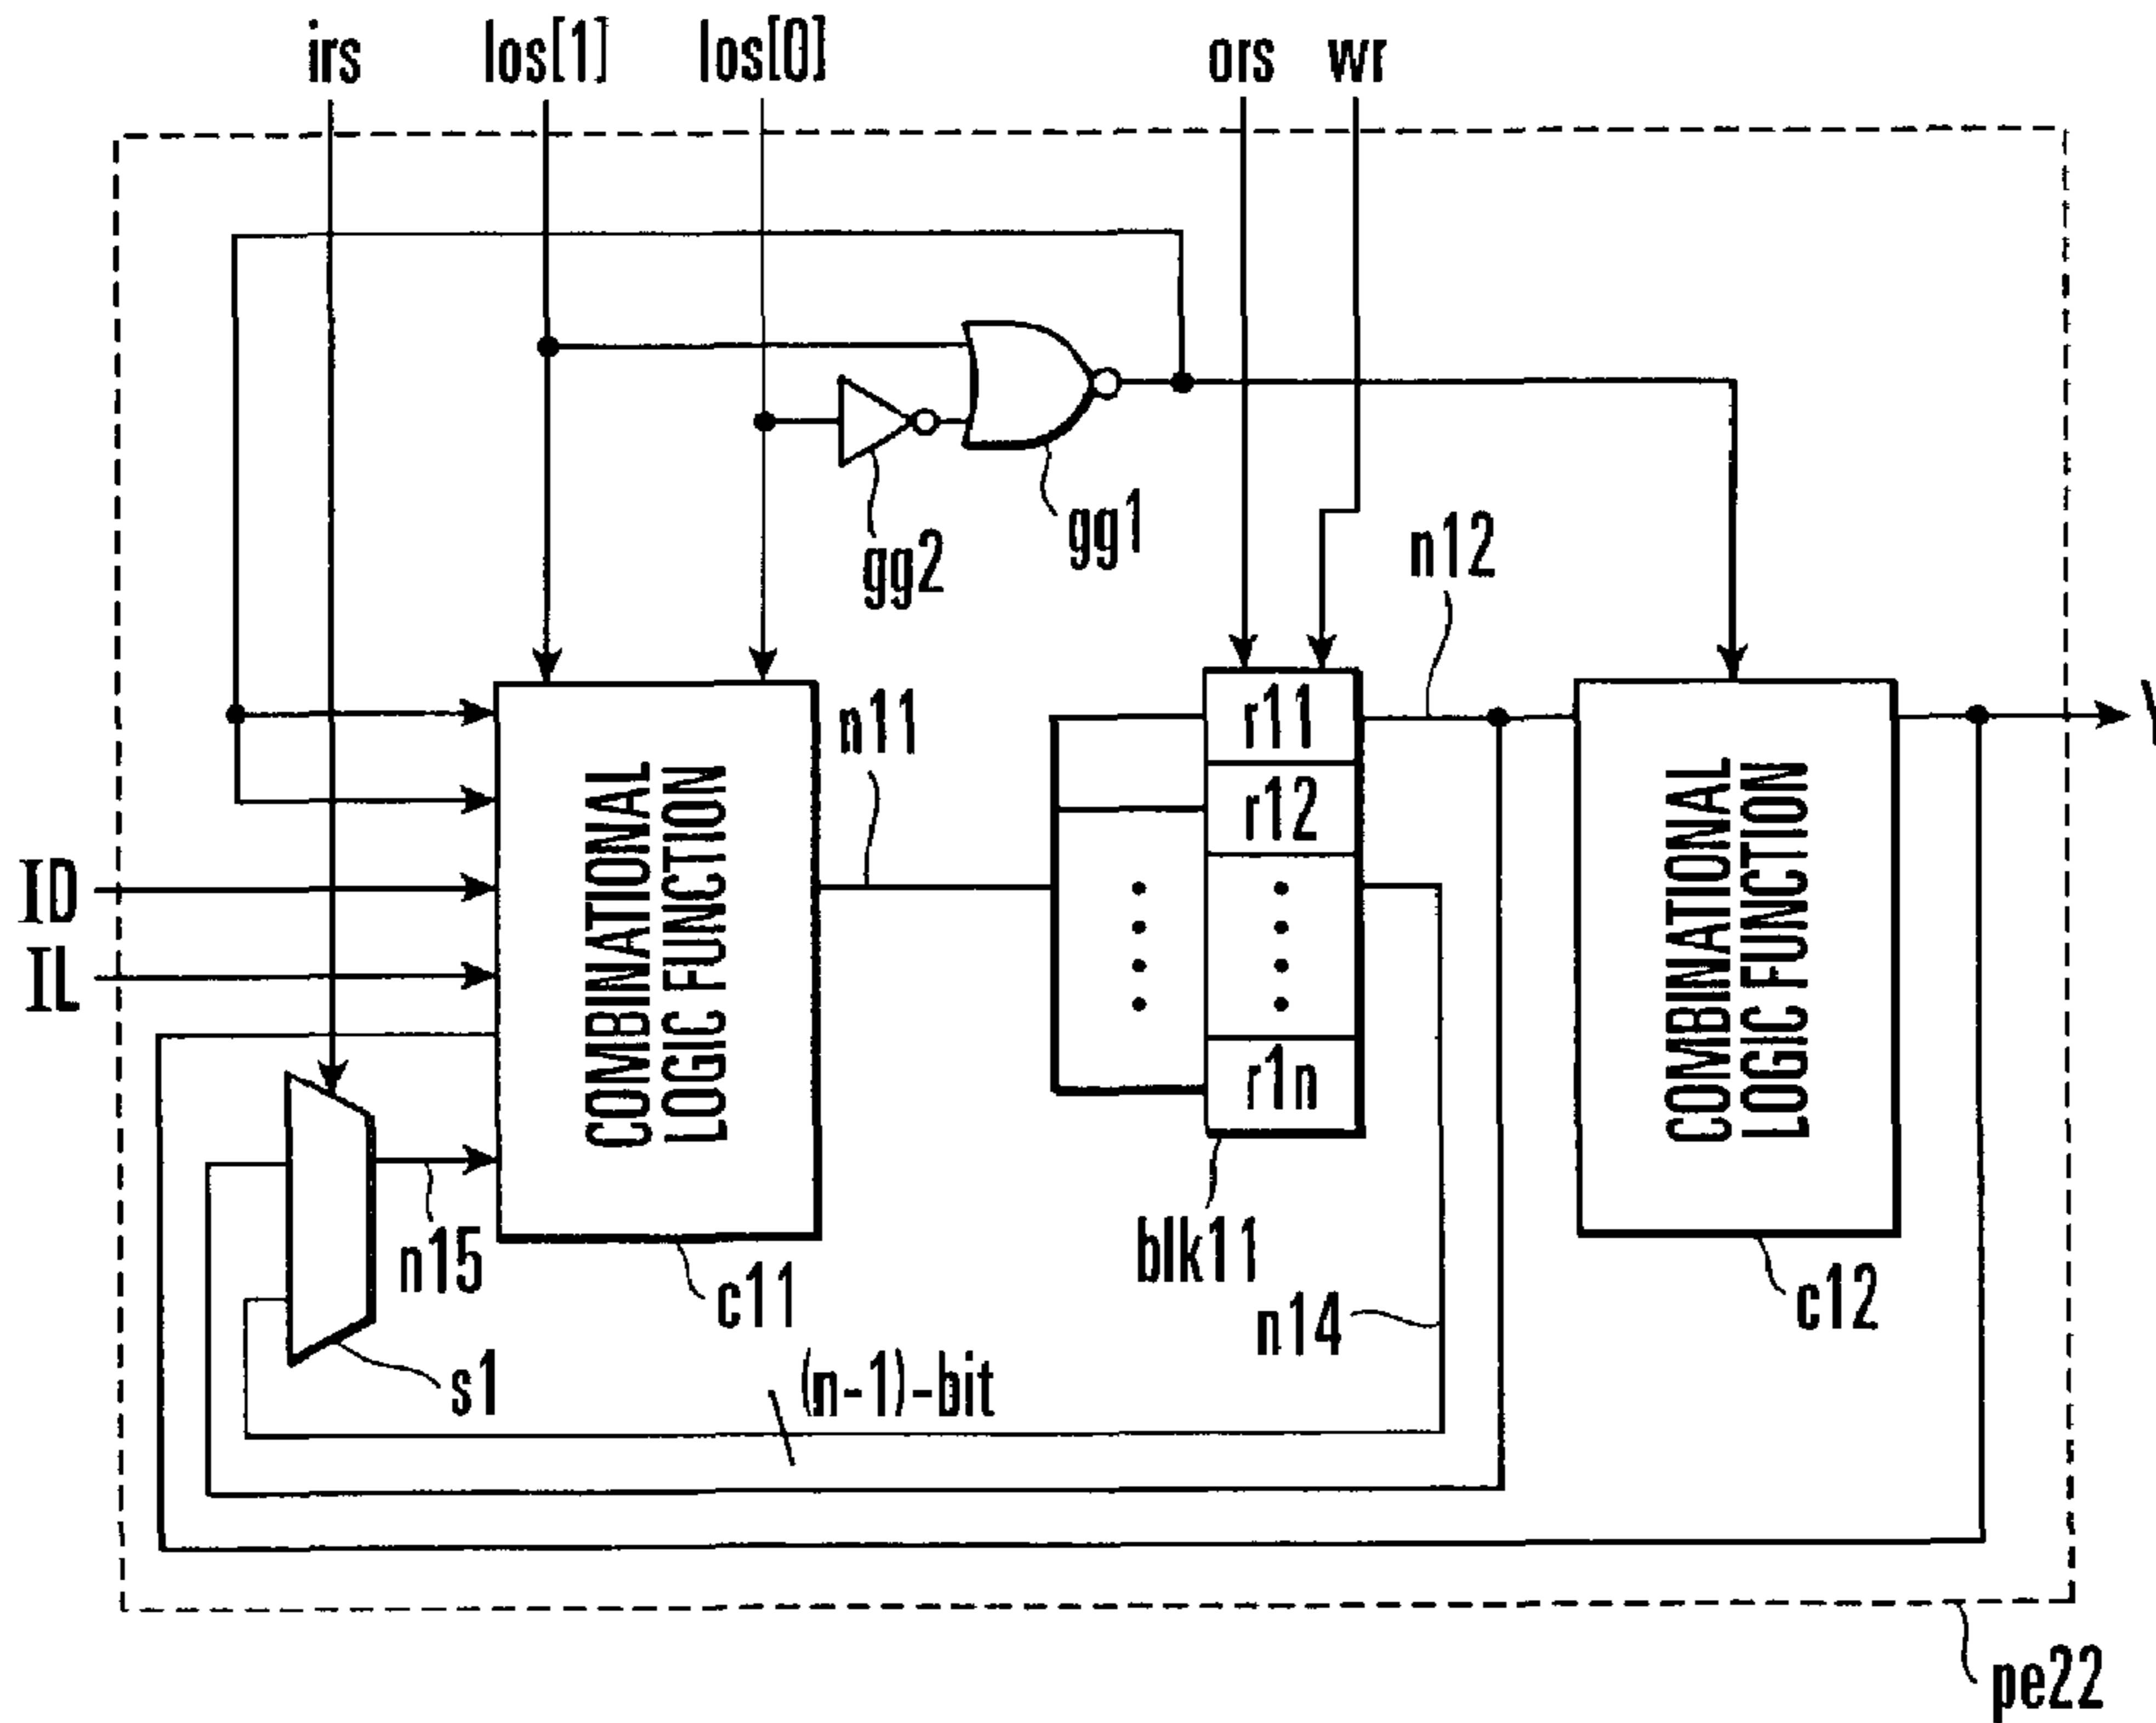 irs
los[1]
los[0]
ors
wr
gg2
gg1
n12
n11
r11
r12
r1n
COMBINATIONAL
LOGIC FUNCTION
COMBINATIONAL
LOGIC FUNCTION
Y
ID
IL
n15
c11
blk11
n14
c12
s1
(n-1)-bit
pe22